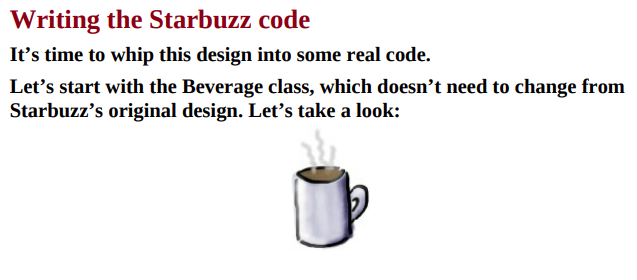 Writing the Starbuzz code
It’s time to whip this design into some real code.
Let’s start with the Beverage class, which doesn’t need to change from
Starbuzz’s original design. Let’s take a look: